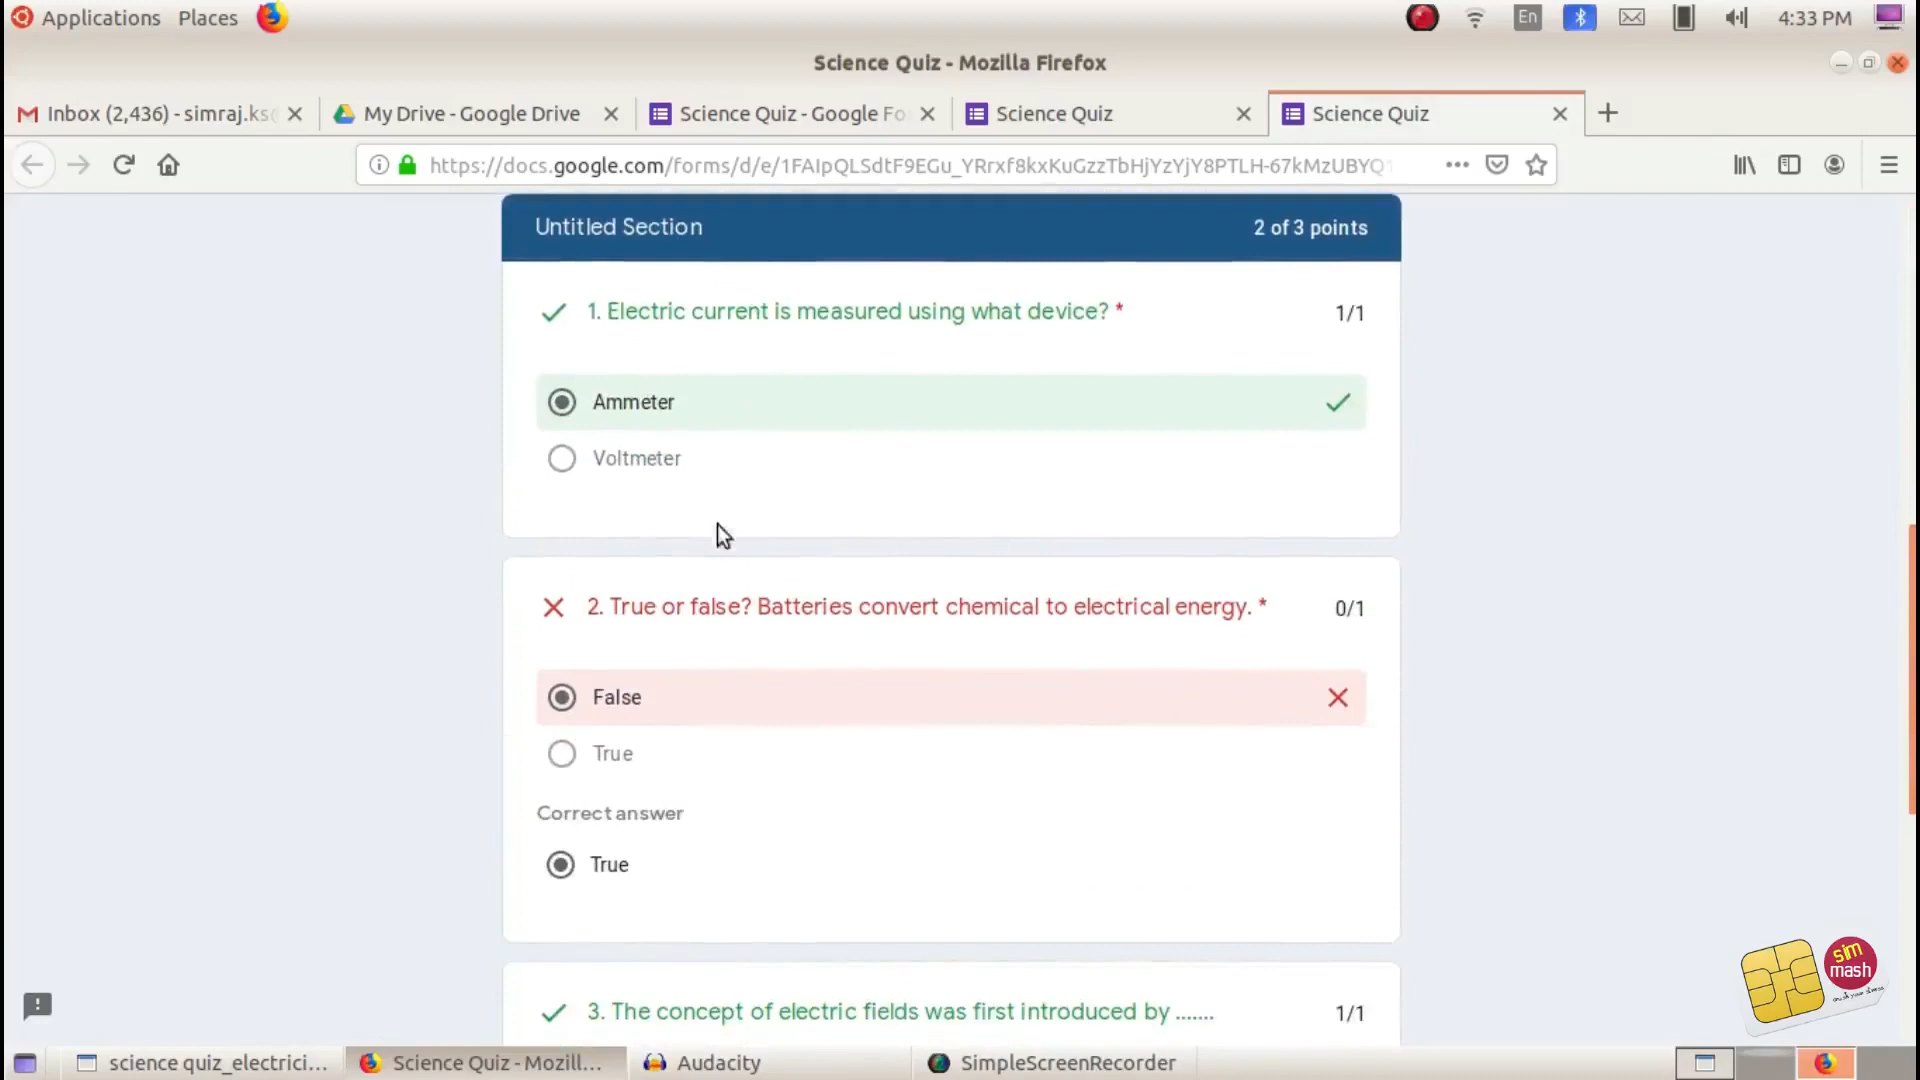 Applications Places En 4:33 PM
Science Quiz - Mozilla Firefox
Inbox (2,436) - simraj.ks My Drive - Google Drive Science Quiz - Google Fo Science Quiz Science Quiz
https://docs.google.com/forms/d/e/1FAIpQLSdtF9EGu_YRrxf8kxKuGzzTbHjYzYjY8PTLH-67kMzUBYQ
Untitled Section 2 of 3 points
1. Electric current is measured using what device? * 1/1
Ammeter
Voltmeter
2. True or false? Batteries convert chemical to electrical energy. * 0/1
False
True
Correct answer
True
3. The concept of electric fields was first introduced by ....... 1/1
sim
mash
science quiz_electrici... Science Quiz - Mozill... Audacity SimpleScreenRecorder